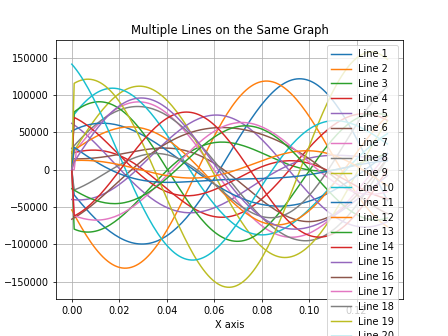 Multiple Lines on the Same Graph
150000
100000
50000
0
−50000
−100000
−150000
0.00
0.02
0.04
0.06
0.08
0.10
X axis
Line 1
Line 2
Line 3
Line 4
Line 5
Line 6
Line 7
Line 8
Line 9
Line 10
Line 11
Line 12
Line 13
Line 14
Line 15
Line 16
Line 17
Line 18
Line 19
Line 20